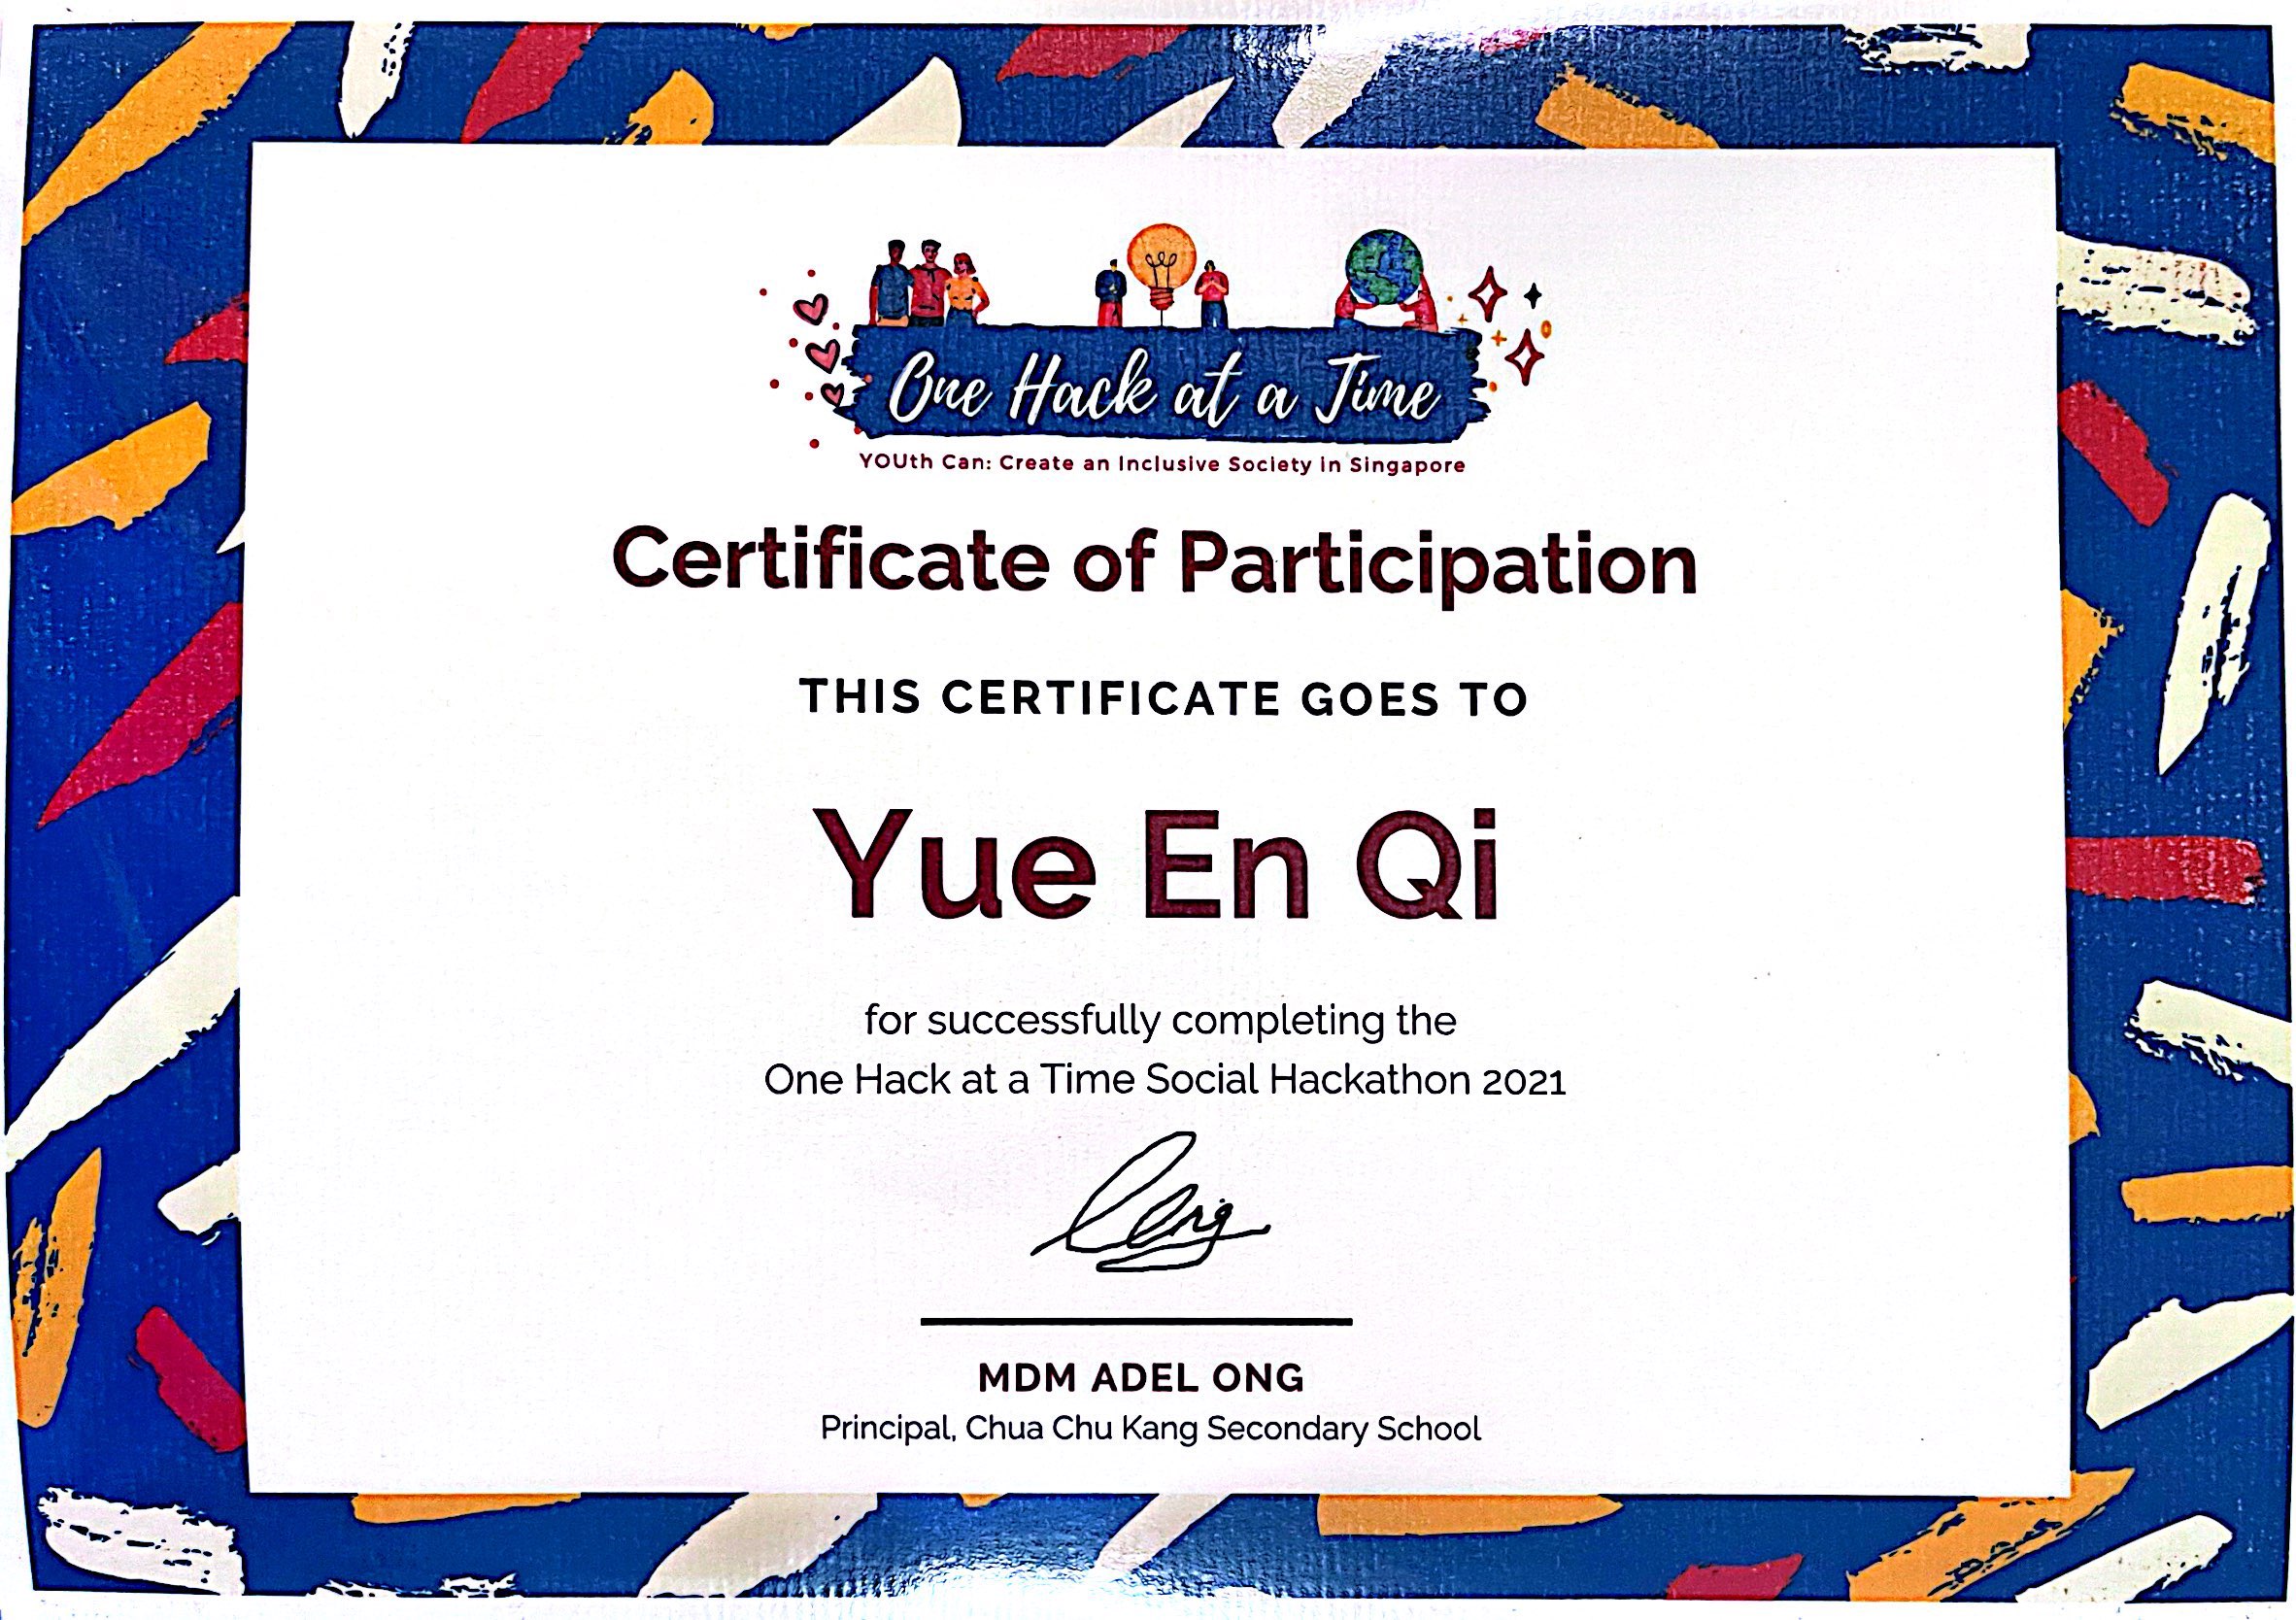 One Hack at a Time
YOUth Can: Create an Inclusive Society in Singapore
Certificate of Participation
THIS CERTIFICATE GOES TO
Yue En Qi
for successfully completing the
One Hack at a Time Social Hackathon 2021
MDM ADEL ONG
Principal, Chua Chu Kang Secondary School